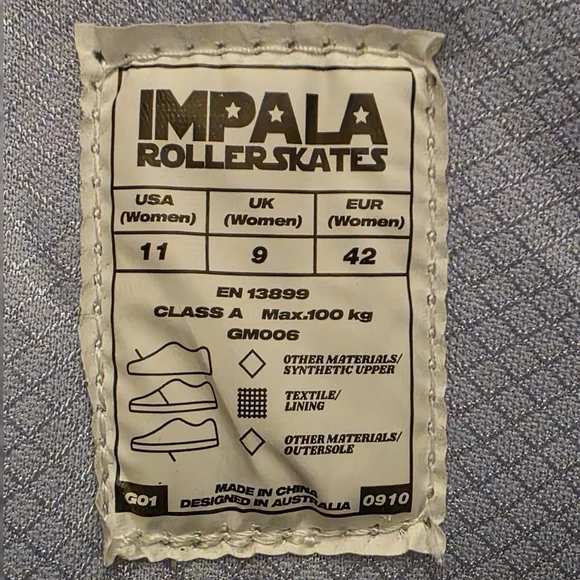 IMPALA
ROLLERSKATES
USA (Women) UK (Women) EUR (Women)
11 9 42
EN 13899
CLASS A Max.100 kg
GM006
OTHER MATERIALS/
SYNTHETIC UPPER
TEXTILE/
LINING
OTHER MATERIALS/
OUTERSOLE
MADE IN CHINA
DESIGNED IN AUSTRALIA
G01 0910